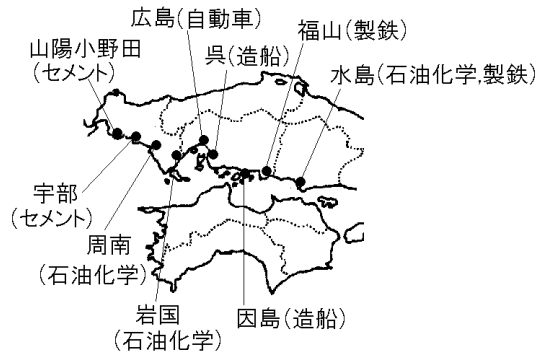 広島(自動車)
山陽小野田
(セメント)
呉(造船)
福山(製鉄)
水島(石油化学,製鉄)
宇部
(セメント)
周南
(石油化学)
岩国
(石油化学)
因島(造船)